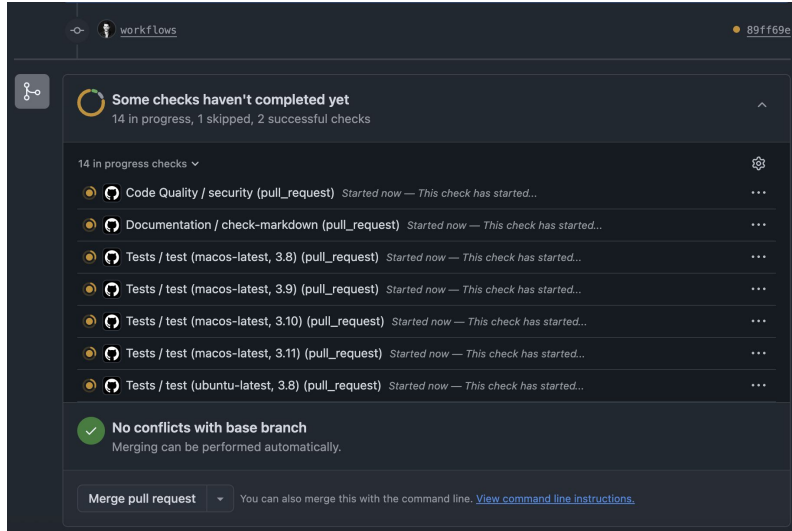 workflows 89ff69e
Some checks haven't completed yet
14 in progress, 1 skipped, 2 successful checks
14 in progress checks
Code Quality / security (pull_request) Started now — This check has started...
Documentation / check-markdown (pull_request) Started now — This check has started...
Tests / test (macos-latest, 3.8) (pull_request) Started now — This check has started...
Tests / test (macos-latest, 3.9) (pull_request) Started now — This check has started...
Tests / test (macos-latest, 3.10) (pull_request) Started now — This check has started...
Tests / test (macos-latest, 3.11) (pull_request) Started now — This check has started...
Tests / test (ubuntu-latest, 3.8) (pull_request) Started now — This check has started...
No conflicts with base branch
Merging can be performed automatically.
Merge pull request You can also merge this with the command line. View command line instructions.